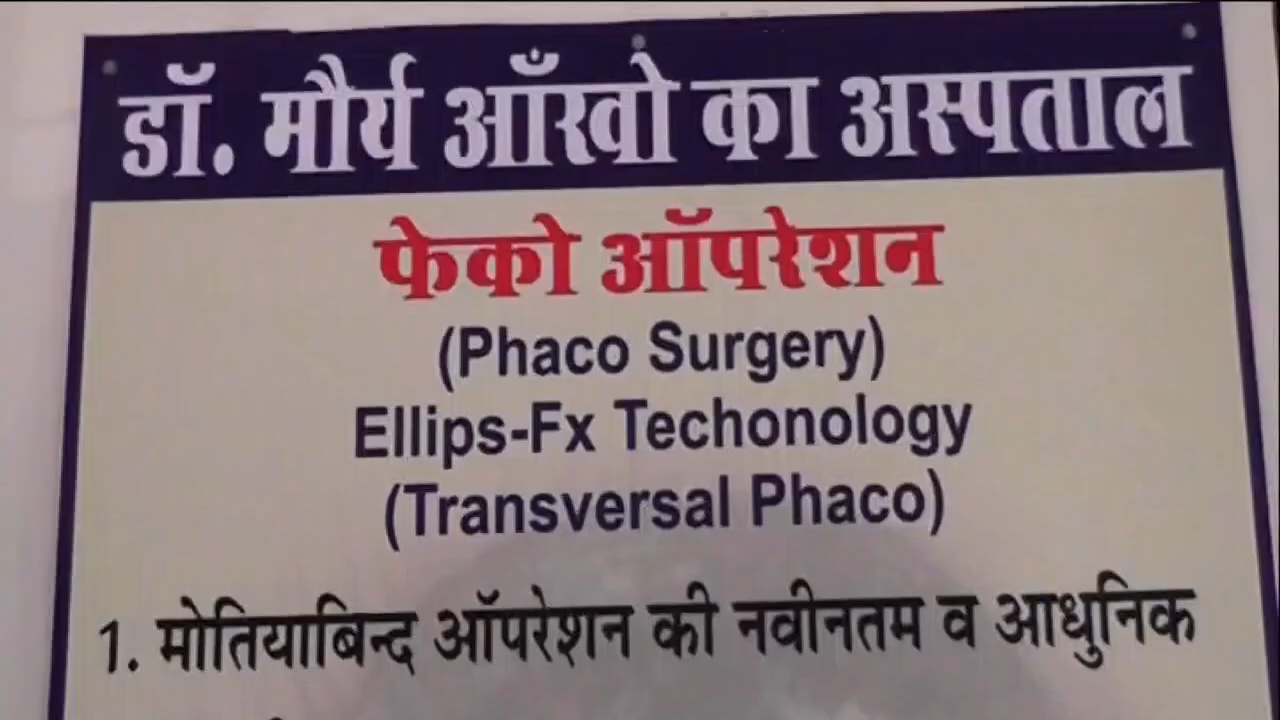 डॉ. मौर्य आँखो का अस्पताल
फेको ऑपरेशन
(Phaco Surgery)
Ellips-Fx Techonology
(Transversal Phaco)
1. मोतियाबिन्द ऑपरेशन की नवीनतम व आधुनिक